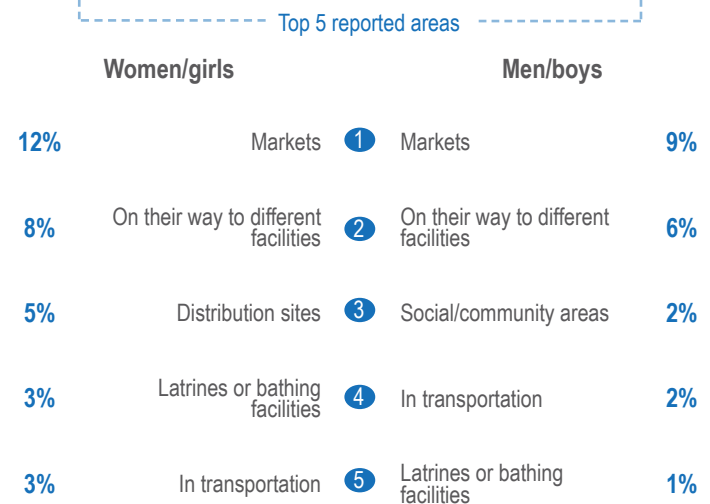 Top 5 reported areas
Women/girls Men/boys
12% Markets 1 Markets 9%
8% On their way to different
facilities 2 On their way to different
facilities 6%
5% Distribution sites 3 Social/community areas 2%
3% Latrines or bathing
facilities 4 In transportation 2%
3% In transportation 5 Latrines or bathing
facilities 1%